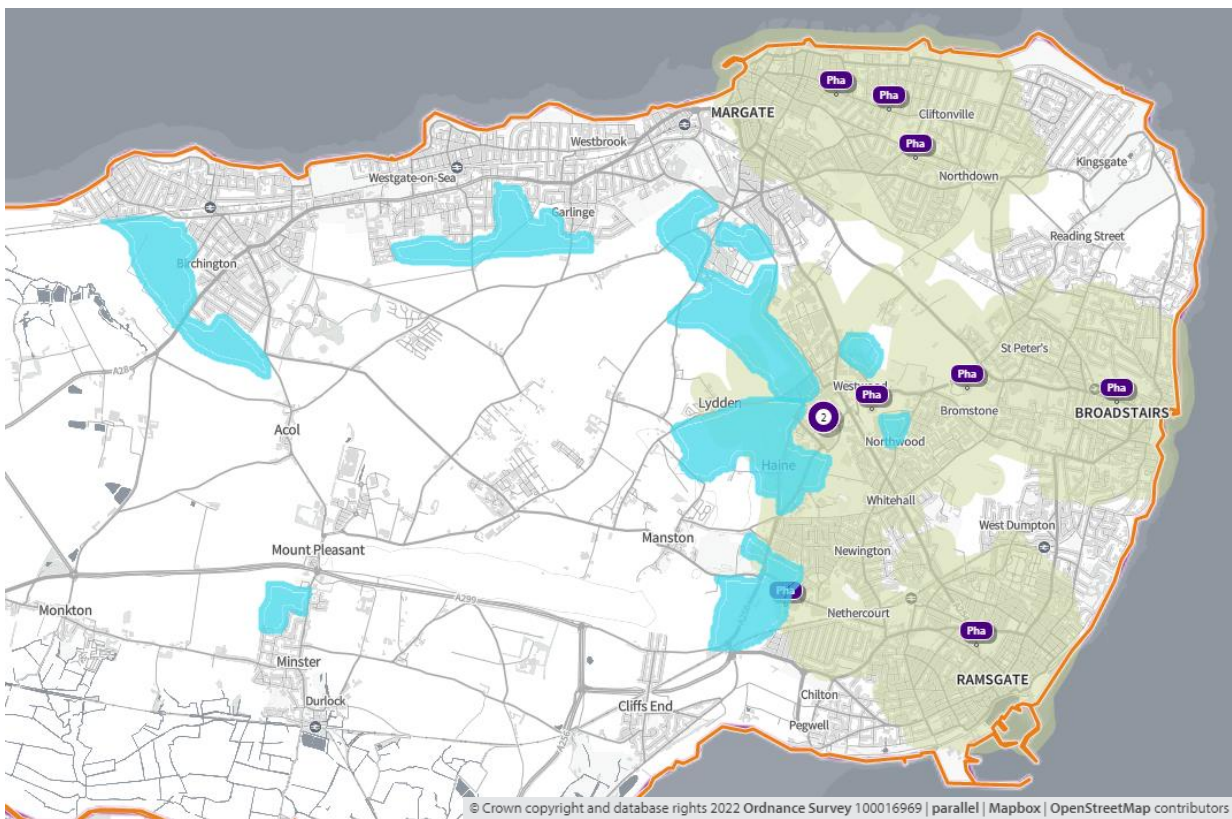 Pha
Pha
MARGATE
Cliftonville
Westbrook
Pha
Kingsgate
Westgate-on-Sea
Northdown
Garlinge
Reading Street
Birchington
St Peter's
A28
Pha
Westwood
Pha
Pha
Lydden
Bromstone
BROADSTAIRS
2
Acol
Northwood
Haine
Whitehall
West Dumpton
Manston
Mount Pleasant
Newington
Pha
A299
Monkton
Nethercourt
Pha
Minster
RAMSGATE
Chilton
Durlock
Cliffs End
Pegwell
A256
© Crown copyright and database rights 2022 Ordnance Survey 100016969 | parallel | Mapbox | OpenStreetMap contributors